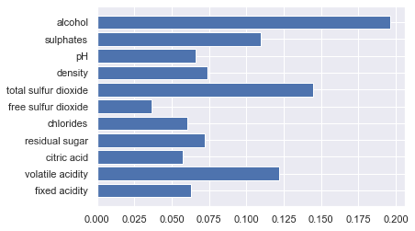 alcohol
sulphates
pH
density
total sulfur dioxide
free sulfur dioxide
chlorides
residual sugar
citric acid
volatile acidity
fixed acidity
0.000 0.025 0.050 0.075 0.100 0.125 0.150 0.175 0.200